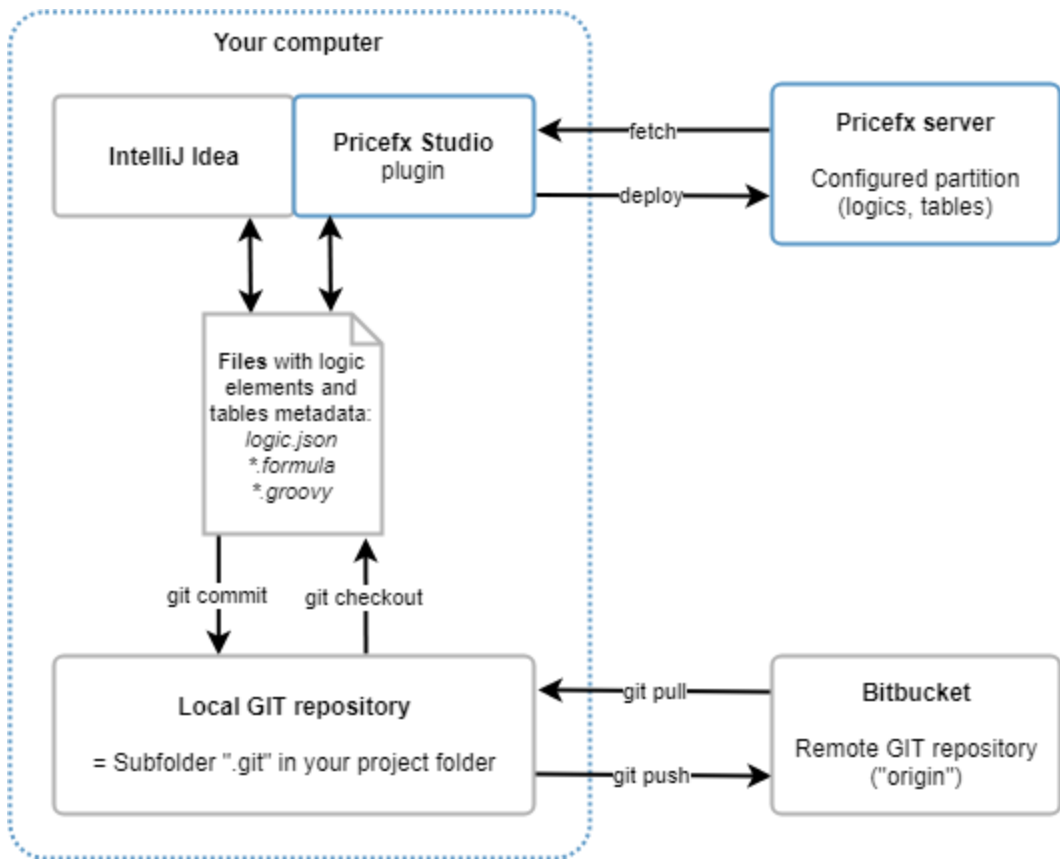 Your computer
IntelliJ Idea
Pricefx Studio
plugin
fetch
deploy
Pricefx server
Configured partition
(logics, tables)
Files with logic
elements and
tables metadata:
logic.json
*.formula
*.groovy
git commit
git checkout
Local GIT repository
= Subfolder ".git" in your project folder
git pull
git push
Bitbucket
Remote GIT repository
("origin")